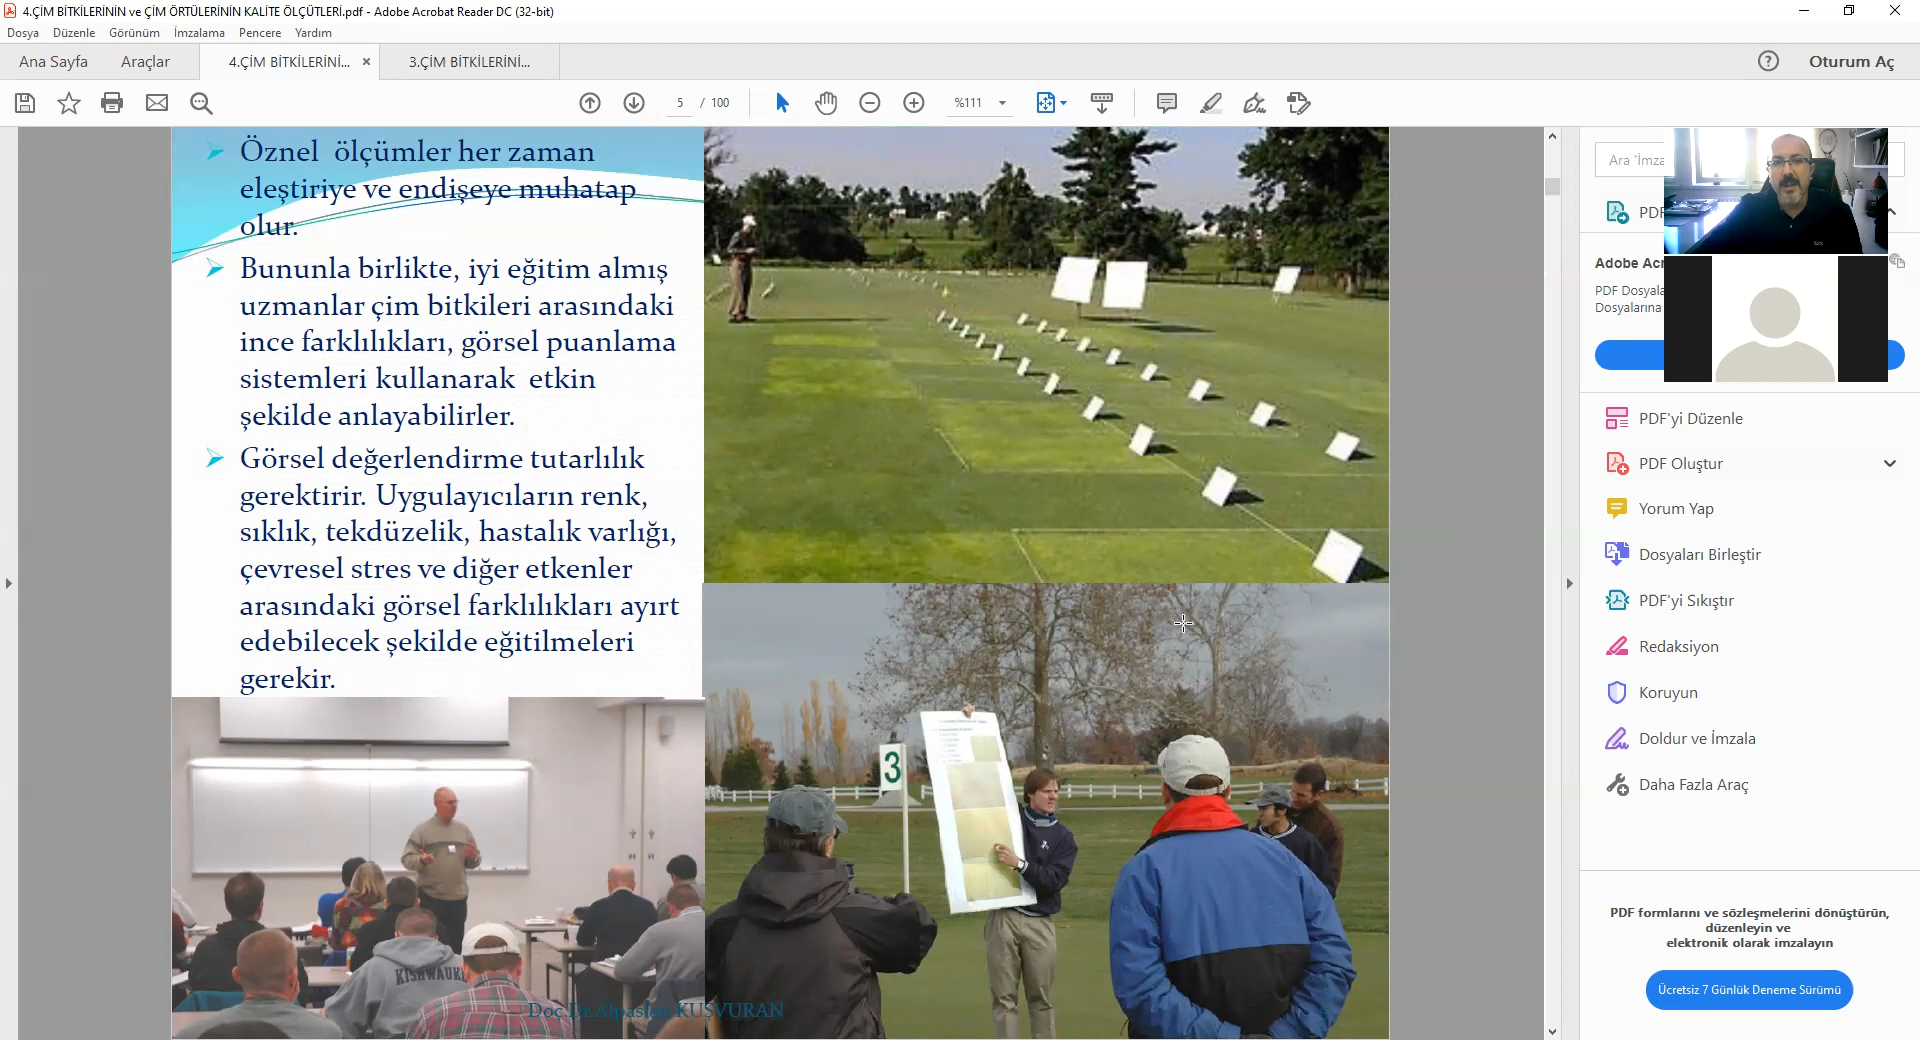 4.ÇİM BİTKİLERİNİN ve ÇİM ÖRTÜLERİNİN KALİTE ÖLÇÜTLERİ.pdf - Adobe Acrobat Reader DC (32-bit)
Dosya Düzenle Görünüm İmzalama Pencere Yardım
Ana Sayfa Araçlar 4.ÇİM BİTKİLERİNİ... 3.ÇİM BİTKİLERİNİ... Oturum Aç
5 / 100 %111
Öznel ölçümler her zaman
eleştiriye ve endişeye muhatap
olur.
Bununla birlikte, iyi eğitim almış
uzmanlar çim bitkileri arasındaki
ince farklılıkları, görsel puanlama
sistemleri kullanarak etkin
şekilde anlayabilirler.
Görsel değerlendirme tutarlılık
gerektirir. Uygulayıcıların renk,
sıklık, tekdüzelik, hastalık varlığı,
çevresel stres ve diğer etkenler
arasındaki görsel farklılıkları ayırt
edebilecek şekilde eğitilmeleri
gerekir.
3
KISHWAUK
Doç.Dr.Alpaslan KUŞVURAN
Ara 'İmza
PDF
Adobe Acr
PDF Dosyala
Dosyalarına
PDF'yi Düzenle
PDF Oluştur
Yorum Yap
Dosyaları Birleştir
PDF'yi Sıkıştır
Redaksiyon
Koruyun
Doldur ve İmzala
Daha Fazla Araç
PDF formlarını ve sözleşmelerini dönüştürün,
düzenleyin ve
elektronik olarak imzalayın
Ücretsiz 7 Günlük Deneme Sürümü